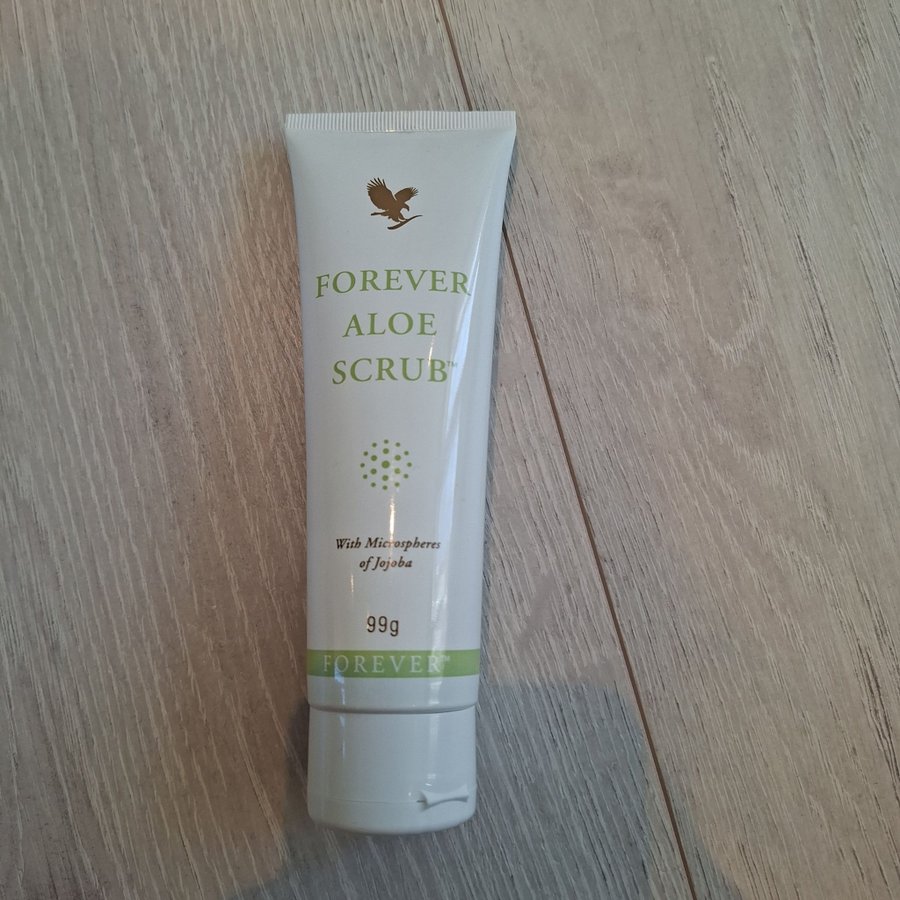 FOREVER
ALOE
SCRUB™
With Microspheres
of Jojoba
99g
FOREVER™